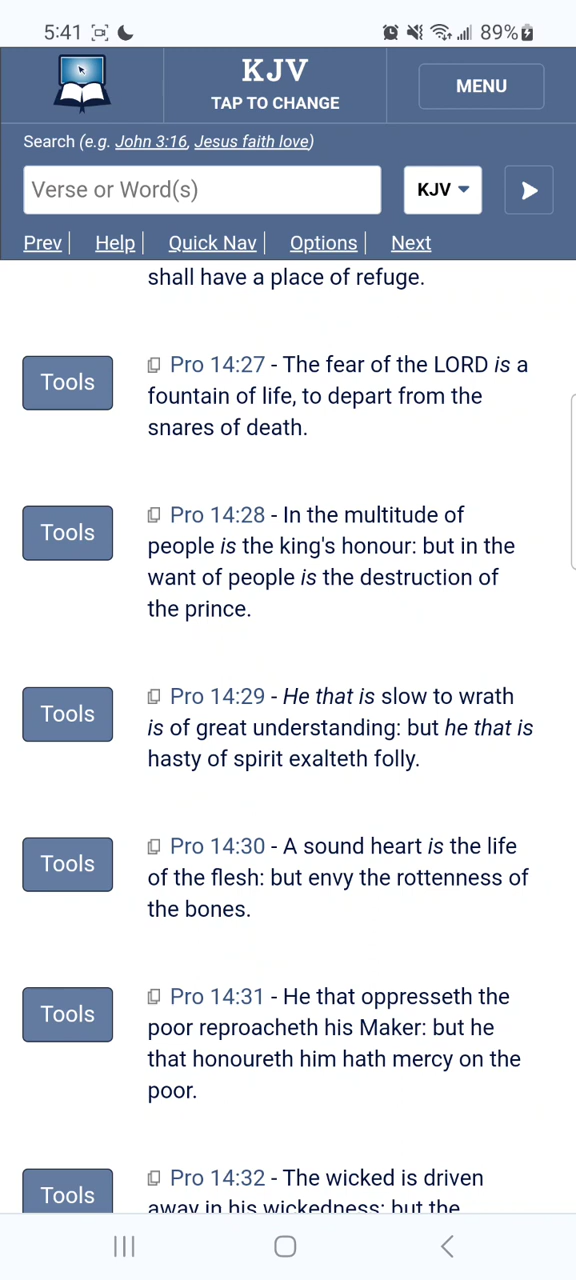 5:41 89%
KJV
TAP TO CHANGE
MENU
Search (e.g. John 3:16, Jesus faith love)
Verse or Word(s)
KJV
Prev | Help | Quick Nav | Options | Next
shall have a place of refuge.
Tools
Pro 14:27 - The fear of the LORD is a
fountain of life, to depart from the
snares of death.
Tools
Pro 14:28 - In the multitude of
people is the king's honour: but in the
want of people is the destruction of
the prince.
Tools
Pro 14:29 - He that is slow to wrath
is of great understanding: but he that is
hasty of spirit exalteth folly.
Tools
Pro 14:30 - A sound heart is the life
of the flesh: but envy the rottenness of
the bones.
Tools
Pro 14:31 - He that oppresseth the
poor reproacheth his Maker: but he
that honoureth him hath mercy on the
poor.
Tools
Pro 14:32 - The wicked is driven
away in his wickedness: but the